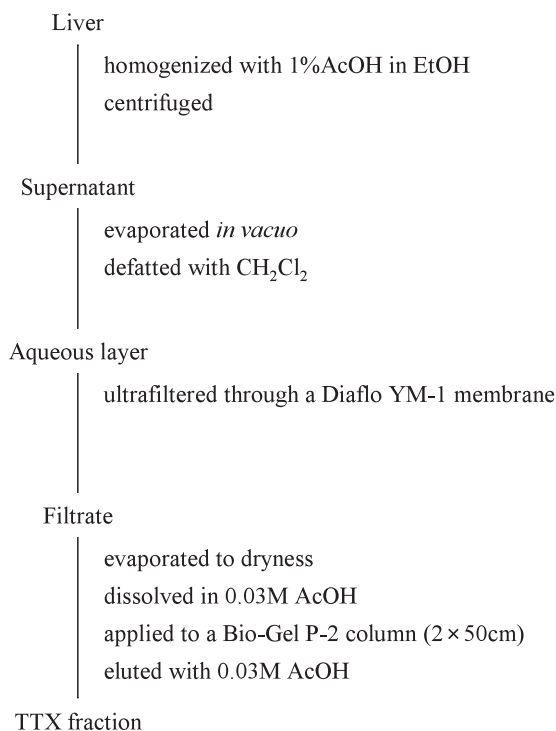 Liver
homogenized with 1%AcOH in EtOH
centrifuged
Supernatant
evaporated in vacuo
defatted with CH₂Cl₂
Aqueous layer
ultrafiltered through a Diaflo YM-1 membrane
Filtrate
evaporated to dryness
dissolved in 0.03M AcOH
applied to a Bio-Gel P-2 column (2×50cm)
eluted with 0.03M AcOH
TTX fraction